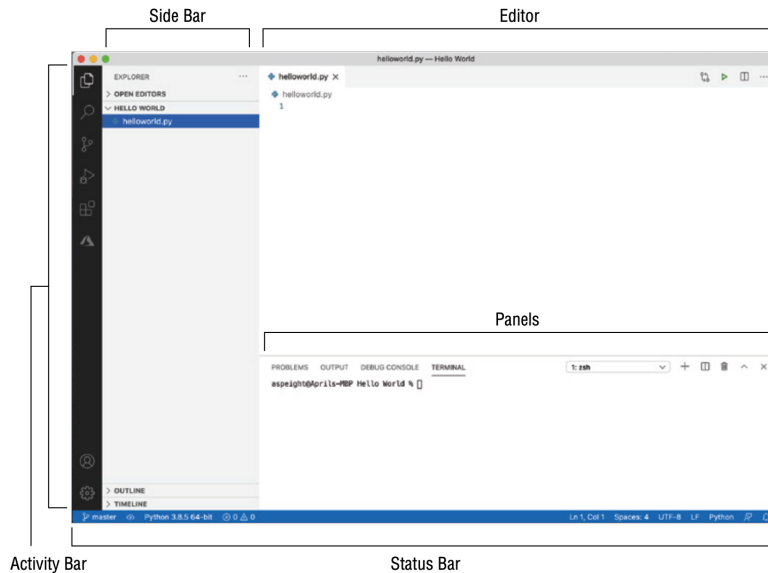 Side Bar
Editor
helloworld.py — Hello World
EXPLORER
helloworld.py
OPEN EDITORS
HELLO WORLD
helloworld.py
helloworld.py
1
Panels
PROBLEMS OUTPUT DEBUG CONSOLE TERMINAL
1: zsh
aspeight@Aprils-MBP Hello World %
OUTLINE
TIMELINE
master Python 3.8.5 64-bit 0 0 Ln 1, Col 1 Spaces: 4 UTF-8 LF Python
Activity Bar
Status Bar